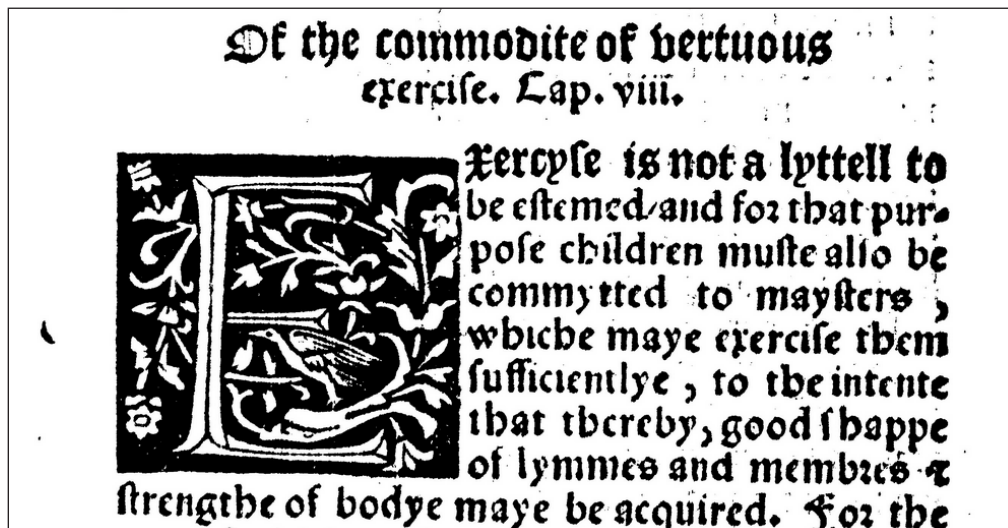 Of the commodite of vertuous
exercise. Cap. viii.
Exercyse is not a lyttell to
be estemed/and for that pur-
pose children muste also be
commytted to maysters ,
whiche maye exercise them
sufficientlye , to the intente
that thereby, good shappe
of lymmes and membres &
strengthe of bodye maye be acquired. For the